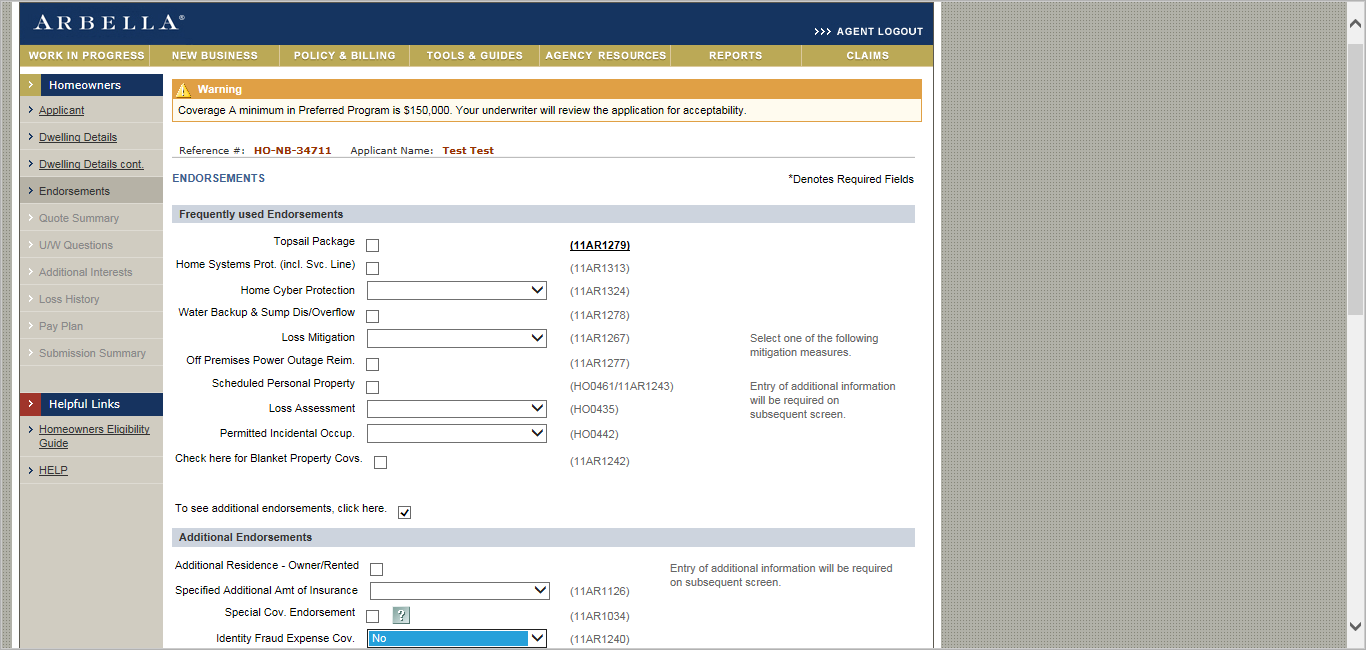 ARBELLA®
>>> AGENT LOGOUT
WORK IN PROGRESS NEW BUSINESS POLICY & BILLING TOOLS & GUIDES AGENCY RESOURCES REPORTS CLAIMS
Homeowners
Applicant
Dwelling Details
Dwelling Details cont.
Endorsements
Quote Summary
U/W Questions
Additional Interests
Loss History
Pay Plan
Submission Summary
Helpful Links
Homeowners Eligibility
Guide
HELP
Warning
Coverage A minimum in Preferred Program is $150,000. Your underwriter will review the application for acceptability.
Reference #: HO-NB-34711 Applicant Name: Test Test
ENDORSEMENTS
*Denotes Required Fields
Frequently used Endorsements
Topsail Package (11AR1279)
Home Systems Prot. (incl. Svc. Line) (11AR1313)
Home Cyber Protection (11AR1324)
Water Backup & Sump Dis/Overflow (11AR1278)
Loss Mitigation (11AR1267) Select one of the following
mitigation measures.
Off Premises Power Outage Reim. (11AR1277)
Scheduled Personal Property (HO0461/11AR1243) Entry of additional information
will be required on
subsequent screen.
Loss Assessment (HO0435)
Permitted Incidental Occup. (HO0442)
Check here for Blanket Property Covs. (11AR1242)
To see additional endorsements, click here.
Additional Endorsements
Additional Residence - Owner/Rented Entry of additional information will be required
on subsequent screen.
Specified Additional Amt of Insurance (11AR1126)
Special Cov. Endorsement ? (11AR1034)
Identity Fraud Expense Cov. No (11AR1240)